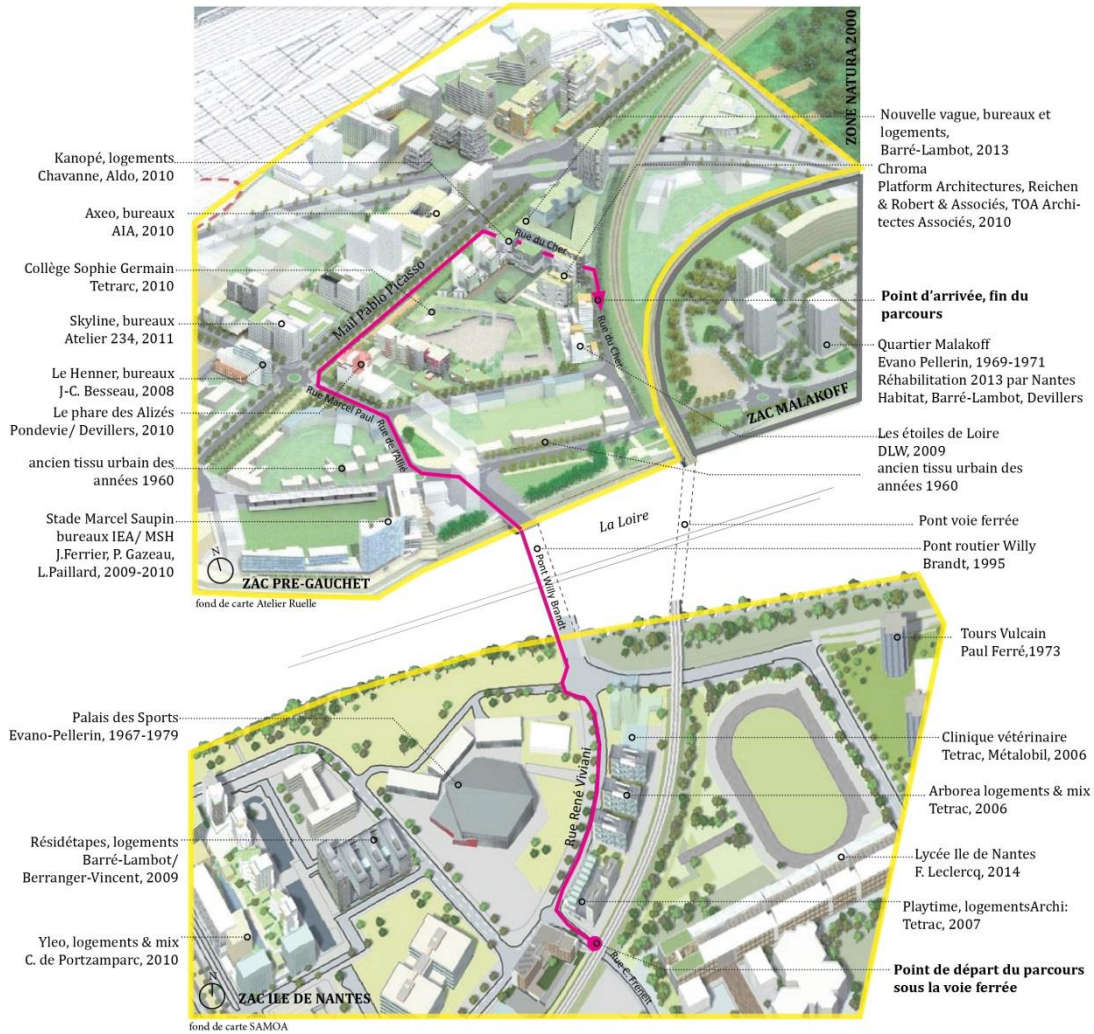 ZONE NATURA 2000
Kanopé, logements
Chavanne, Aldo, 2010
Axeo, bureaux
AIA, 2010
Collège Sophie Germain
Tetrarc, 2010
Skyline, bureaux
Atelier 234, 2011
Le Henner, bureaux
J-C. Besseau, 2008
Le phare des Alizés
Pondevie/ Devillers, 2010
ancien tissu urbain des
années 1960
Stade Marcel Saupin
bureaux IEA/ MSH
J.Ferrier, P. Gazeau,
L.Paillard, 2009-2010
N
ZAC PRE-GAUCHET
fond de carte Atelier Ruelle
Mail Pablo Picasso
Rue du Cher
Rue du Cher
Rue Marcel Paul
Rue de l'Allié
ZAC MALAKOFF
Nouvelle vague, bureaux et
logements,
Barré-Lambot, 2013
Chroma
Platform Architectures, Reichen
& Robert & Associés, TOA Archi-
tectes Associés, 2010
Point d'arrivée, fin du
parcours
Quartier Malakoff
Evano Pellerin, 1969-1971
Réhabilitation 2013 par Nantes
Habitat, Barré-Lambot, Devillers
Les étoiles de Loire
DLW, 2009
ancien tissu urbain des
années 1960
La Loire
Pont voie ferrée
Pont routier Willy
Brandt, 1995
Pont Willy Brandt
Palais des Sports
Evano-Pellerin, 1967-1979
Résidétapes, logements
Barré-Lambot/
Berranger-Vincent, 2009
Yleo, logements & mix
C. de Portzamparc, 2010
N
ZAC ILE DE NANTES
fond de carte SAMOA
Rue René Viviani
Tours Vulcain
Paul Ferré,1973
Clinique vétérinaire
Tetrac, Métalobil, 2006
Arborea logements & mix
Tetrac, 2006
Lycée Ile de Nantes
F. Leclercq, 2014
Playtime, logementsArchi:
Tetrac, 2007
Point de départ du parcours
sous la voie ferrée
Rue C. Freneit